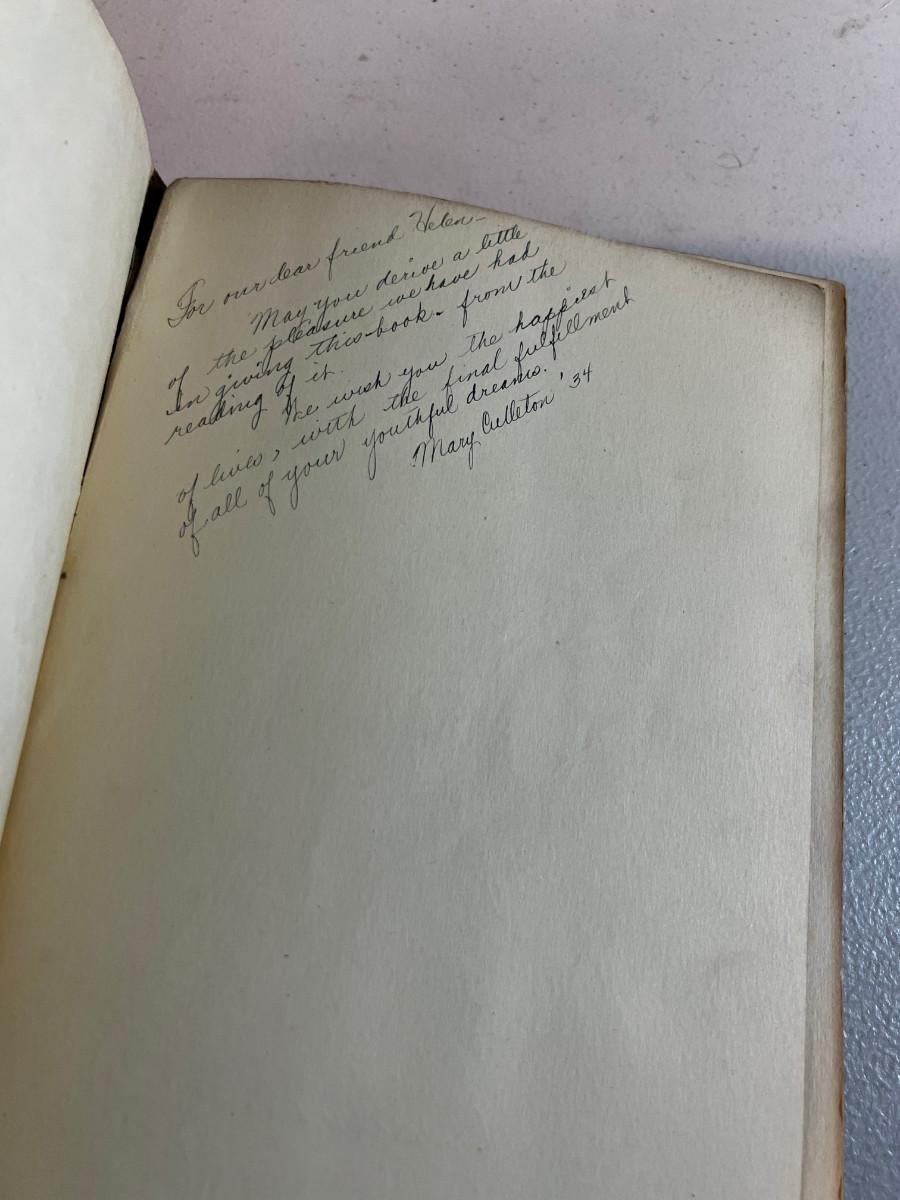 For our dear friend Helen—
May you derive a little
of the pleasure we have had
in giving this book - from the
reading of it.
We wish you the happiest
of lives, with the final fulfillment
of all of your youthful dreams.
Mary Culleton '34